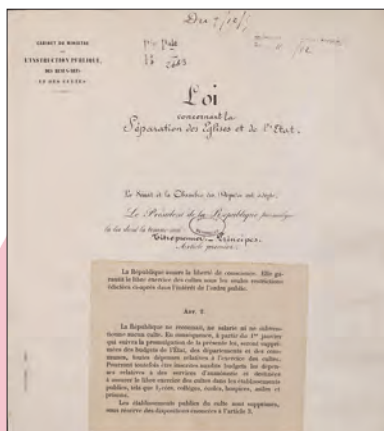 CABINET DU MINISTRE
DE
L'INSTRUCTION PUBLIQUE,
DES BEAUX-ARTS
ET DES CULTES
Loi
concernant la
Séparation des Eglises et de l'Etat.
Le Sénat et la Chambre des Députés ont adopté,
Le Président de la République promulgue
la loi dont la teneur suit :
Titre premier. Principes.
Article premier.
La République assure la liberté de conscience. Elle ga-
rantit le libre exercice des cultes sous les seules restrictions
édictées ci-après dans l'intérêt de l'ordre public.
ART. 2.
La République ne reconnaît, ne salarie ni ne subven-
tionne aucun culte. En conséquence, à partir du 1er janvier
qui suivra la promulgation de la présente loi, seront suppri-
mées des budgets de l'État, des départements et des com-
munes, toutes dépenses relatives à l'exercice des cultes.
Pourront toutefois être inscrites auxdits budgets les dépen-
ses relatives à des services d'aumônerie et destinées
à assurer le libre exercice des cultes dans les établissements
publics, tels que lycées, collèges, écoles, hospices, asiles et
prisons.
Les établissements publics du culte sont supprimés,
sous réserve des dispositions énoncées à l'article 3.